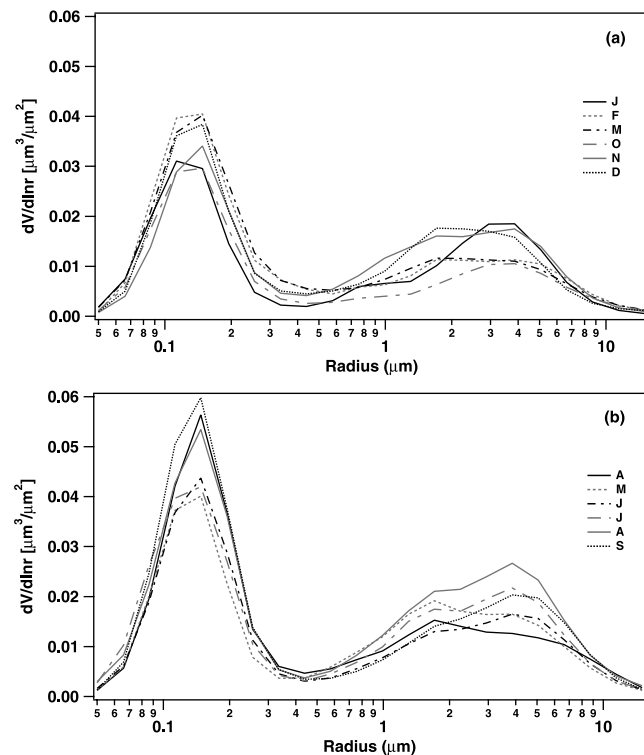 (a)
0.06
0.05
0.04
0.03
0.02
0.01
0.00
dV/dlnr [μm³/μm²]
J
F
M
O
N
D
5 6 7 8 9 0.1 2 3 4 5 6 7 8 9 1 2 3 4 5 6 7 8 9 10
Radius (μm)
(b)
0.06
0.05
0.04
0.03
0.02
0.01
0.00
dV/dlnr [μm³/μm²]
A
M
J
J
A
S
5 6 7 8 9 0.1 2 3 4 5 6 7 8 9 1 2 3 4 5 6 7 8 9 10
Radius (μm)